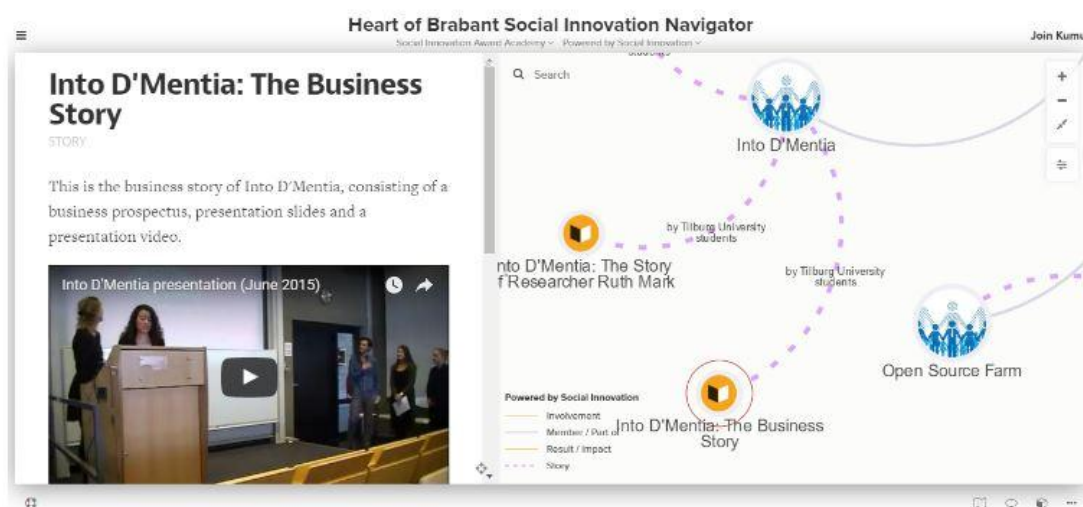 Heart of Brabant Social Innovation Navigator
Social Innovation Award Academy Powered by Social Innovation
Join Kumu
Into D'Mentia: The Business
Story
STORY
This is the business story of Into D'Mentia, consisting of a
business prospectus, presentation slides and a
presentation video.
Into D'Mentia presentation (June 2015)
Search
students
Into D'Mentia
by Tilburg University
students
nto D'Mentia: The Story
f Researcher Ruth Mark
by Tilburg University
students
Open Source Farm
Into D'Mentia: The Business
Story
Powered by Social Innovation
Involvement
Member / Part of
Result / Impact
Story